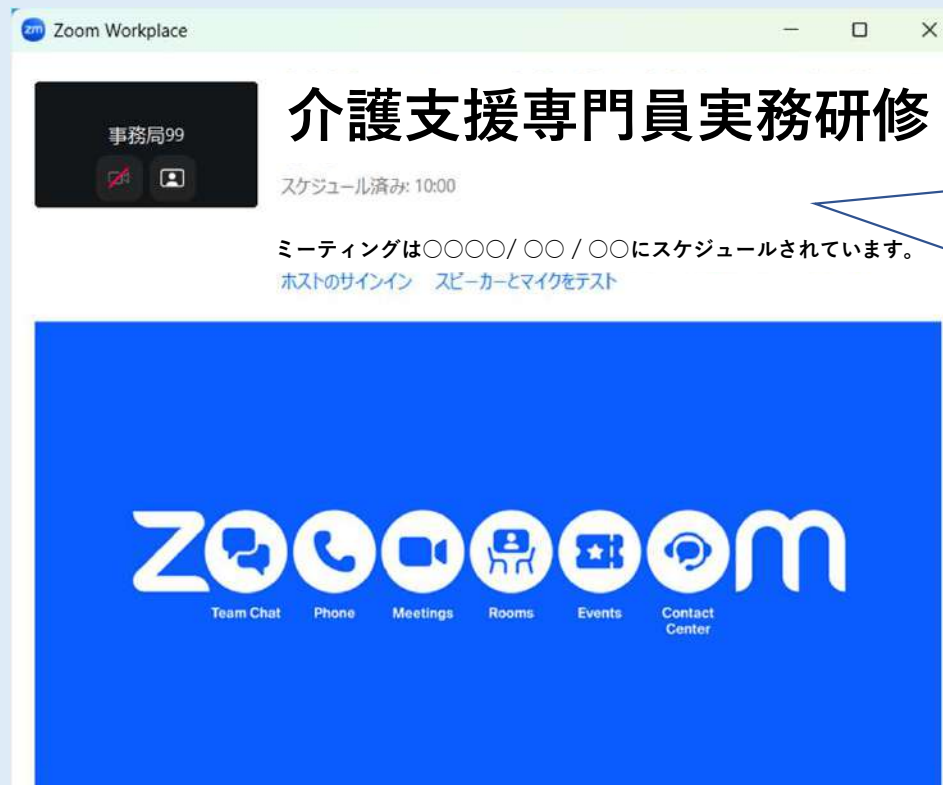 zm Zoom Workplace
事務局99
介護支援専門員実務研修
スケジュール済み: 10:00
ミーティングは○○○○/ ○○ / ○○にスケジュールされています。
ホストのサインイン スピーカーとマイクをテスト
zoooooom
Team Chat Phone Meetings Rooms Events Contact Center